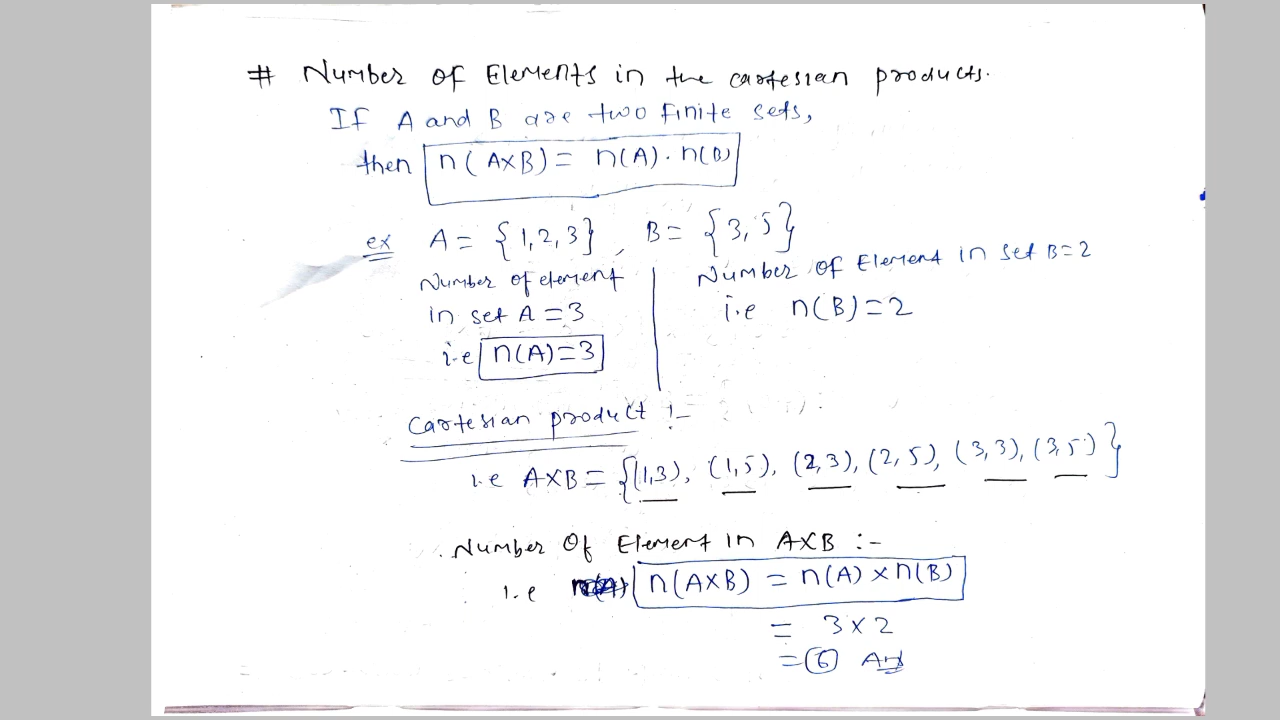 # Number of Elements in the cartesian products.
If A and B are two finite sets,
then n(A×B) = n(A) . n(B)
ex A = {1,2,3} , B = {3,5}
Number of element
in set A = 3
i.e n(A)=3
Number of Element in set B=2
i.e n(B)=2
Cartesian product :-
i.e A×B = {(1,3), (1,5), (2,3), (2,5), (3,3), (3,5)}
Number Of Element In A×B :-
i.e n(A×B) = n(A) × n(B)
= 3 × 2
= 6 Ans